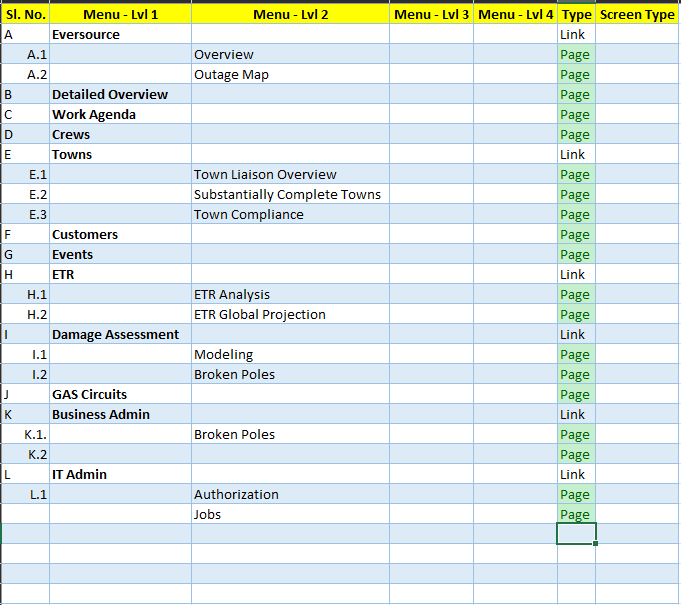 Sl. No. Menu - Lvl 1 Menu - Lvl 2 Menu - Lvl 3 Menu - Lvl 4 Type Screen Type
A Eversource Link
A.1 Overview Page
A.2 Outage Map Page
B Detailed Overview Page
C Work Agenda Page
D Crews Page
E Towns Link
E.1 Town Liaison Overview Page
E.2 Substantially Complete Towns Page
E.3 Town Compliance Page
F Customers Page
G Events Page
H ETR Link
H.1 ETR Analysis Page
H.2 ETR Global Projection Page
I Damage Assessment Link
I.1 Modeling Page
I.2 Broken Poles Page
J GAS Circuits Page
K Business Admin Link
K.1. Broken Poles Page
K.2 Page
L IT Admin Link
L.1 Authorization Page
Jobs Page